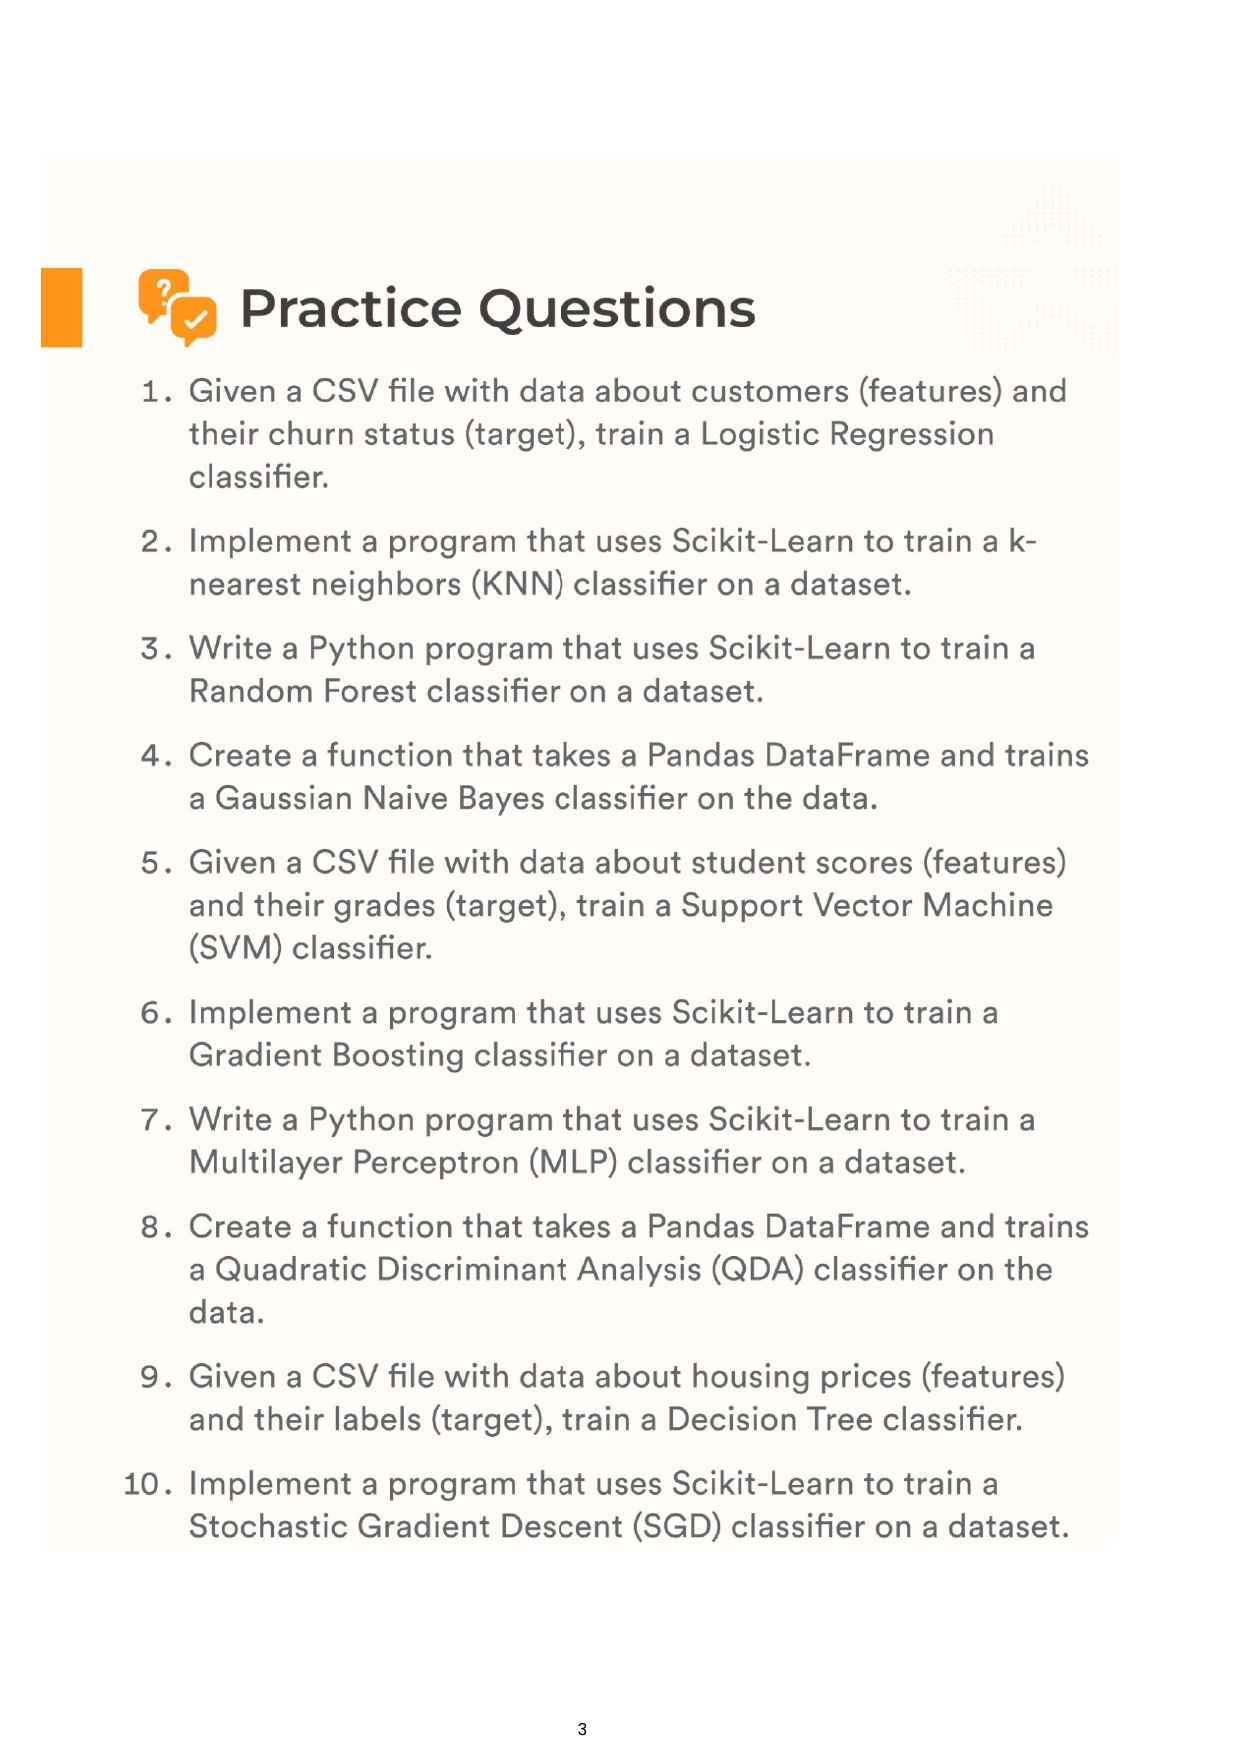 Practice Questions
1. Given a CSV file with data about customers (features) and
their churn status (target), train a Logistic Regression
classifier.
2. Implement a program that uses Scikit-Learn to train a k-
nearest neighbors (KNN) classifier on a dataset.
3. Write a Python program that uses Scikit-Learn to train a
Random Forest classifier on a dataset.
4. Create a function that takes a Pandas DataFrame and trains
a Gaussian Naive Bayes classifier on the data.
5. Given a CSV file with data about student scores (features)
and their grades (target), train a Support Vector Machine
(SVM) classifier.
6. Implement a program that uses Scikit-Learn to train a
Gradient Boosting classifier on a dataset.
7. Write a Python program that uses Scikit-Learn to train a
Multilayer Perceptron (MLP) classifier on a dataset.
8. Create a function that takes a Pandas DataFrame and trains
a Quadratic Discriminant Analysis (QDA) classifier on the
data.
9. Given a CSV file with data about housing prices (features)
and their labels (target), train a Decision Tree classifier.
10. Implement a program that uses Scikit-Learn to train a
Stochastic Gradient Descent (SGD) classifier on a dataset.
3